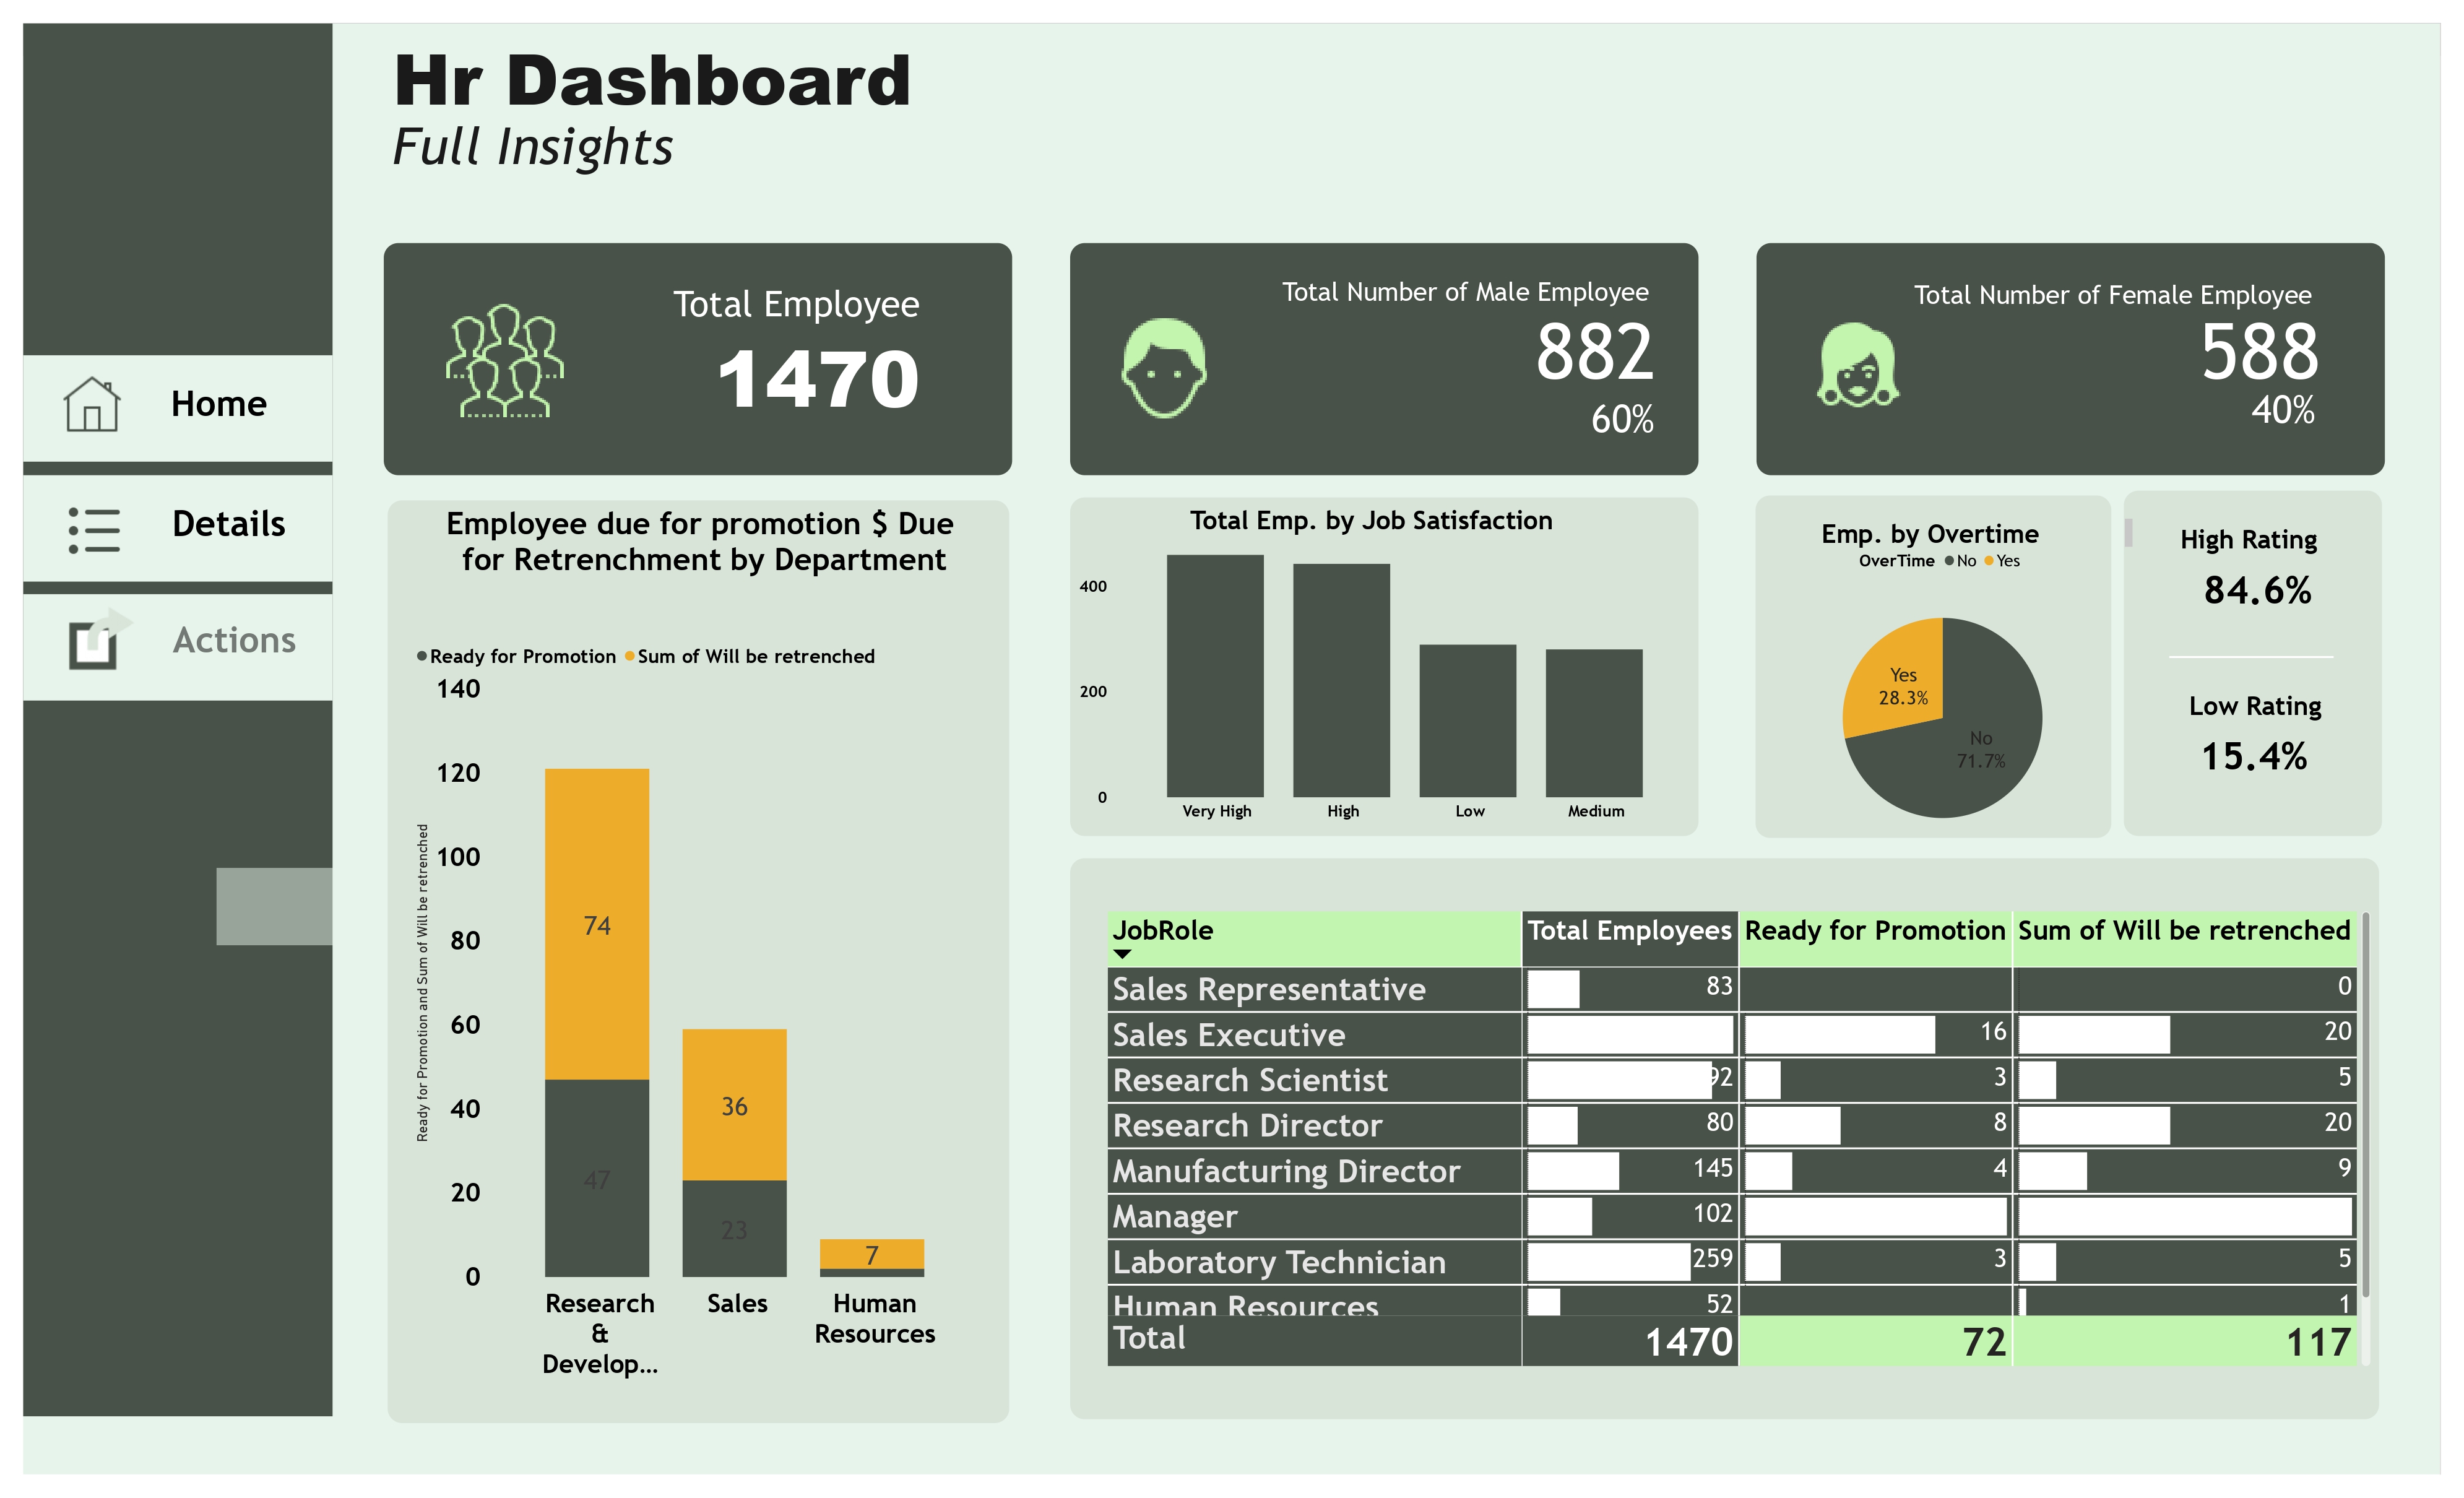 Hr Dashboard
Full Insights
Home
Details
Actions
Total Employee
1470
Total Number of Male Employee
882
60%
Total Number of Female Employee
588
40%
Employee due for promotion $ Due
for Retrenchment by Department
Ready for Promotion Sum of Will be retrenched
Ready for Promotion and Sum of Will be retrenched
140
120
100
80
60
40
20
0
74
47
36
23
7
Research
&
Develop...
Sales
Human
Resources
Total Emp. by Job Satisfaction
400
200
0
Very High High Low Medium
Emp. by Overtime
OverTime No Yes
Yes
28.3%
No
71.7%
High Rating
84.6%
Low Rating
15.4%
JobRole Total Employees Ready for Promotion Sum of Will be retrenched
Sales Representative 83 0
Sales Executive 16 20
Research Scientist 92 3 5
Research Director 80 8 20
Manufacturing Director 145 4 9
Manager 102
Laboratory Technician 259 3 5
Human Resources 52 1
Total 1470 72 117